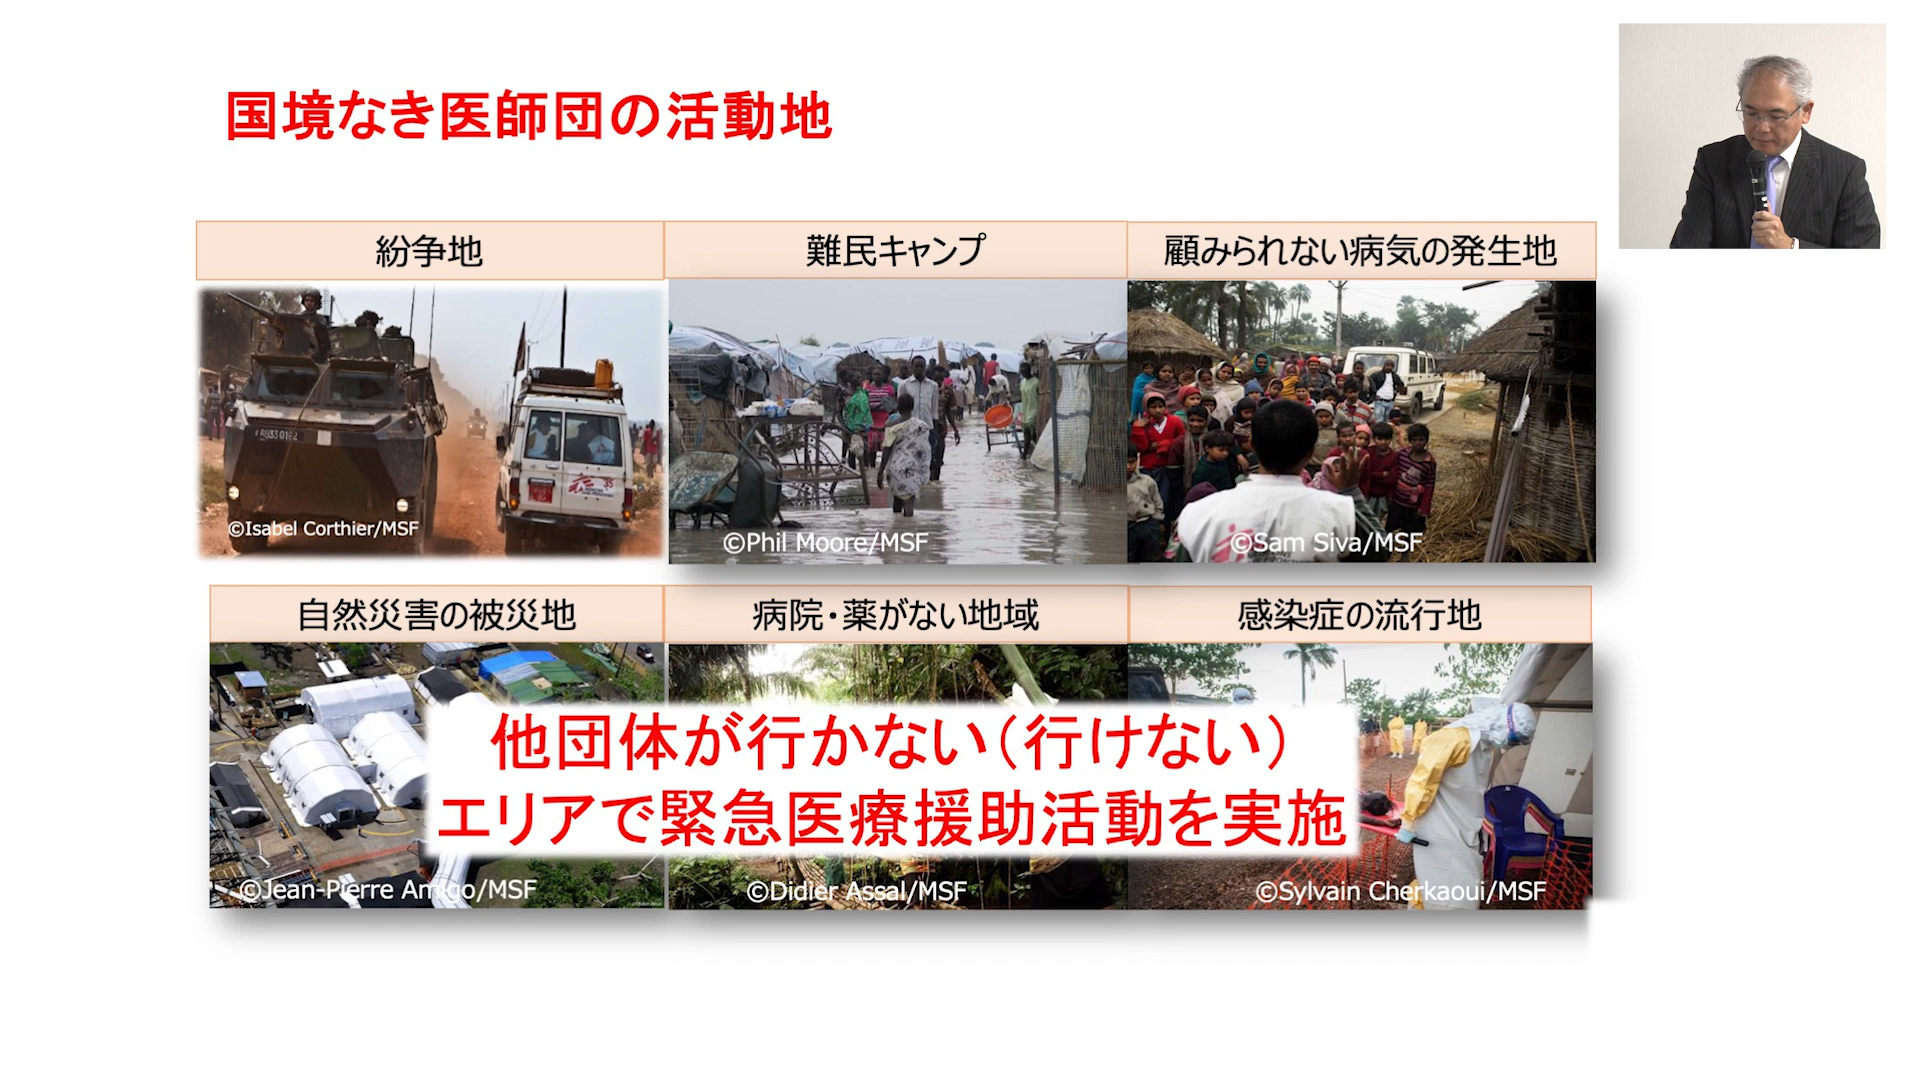 国境なき医師団の活動地
紛争地
難民キャンプ
顧みられない病気の発生地
©Isabel Corthier/MSF
©Phil Moore/MSF
©Sam Siva/MSF
自然災害の被災地
病院・薬がない地域
感染症の流行地
他団体が行かない（行けない）
エリアで緊急医療援助活動を実施
©Jean-Pierre Amigo/MSF
©Didier Assal/MSF
©Sylvain Cherkaoui/MSF